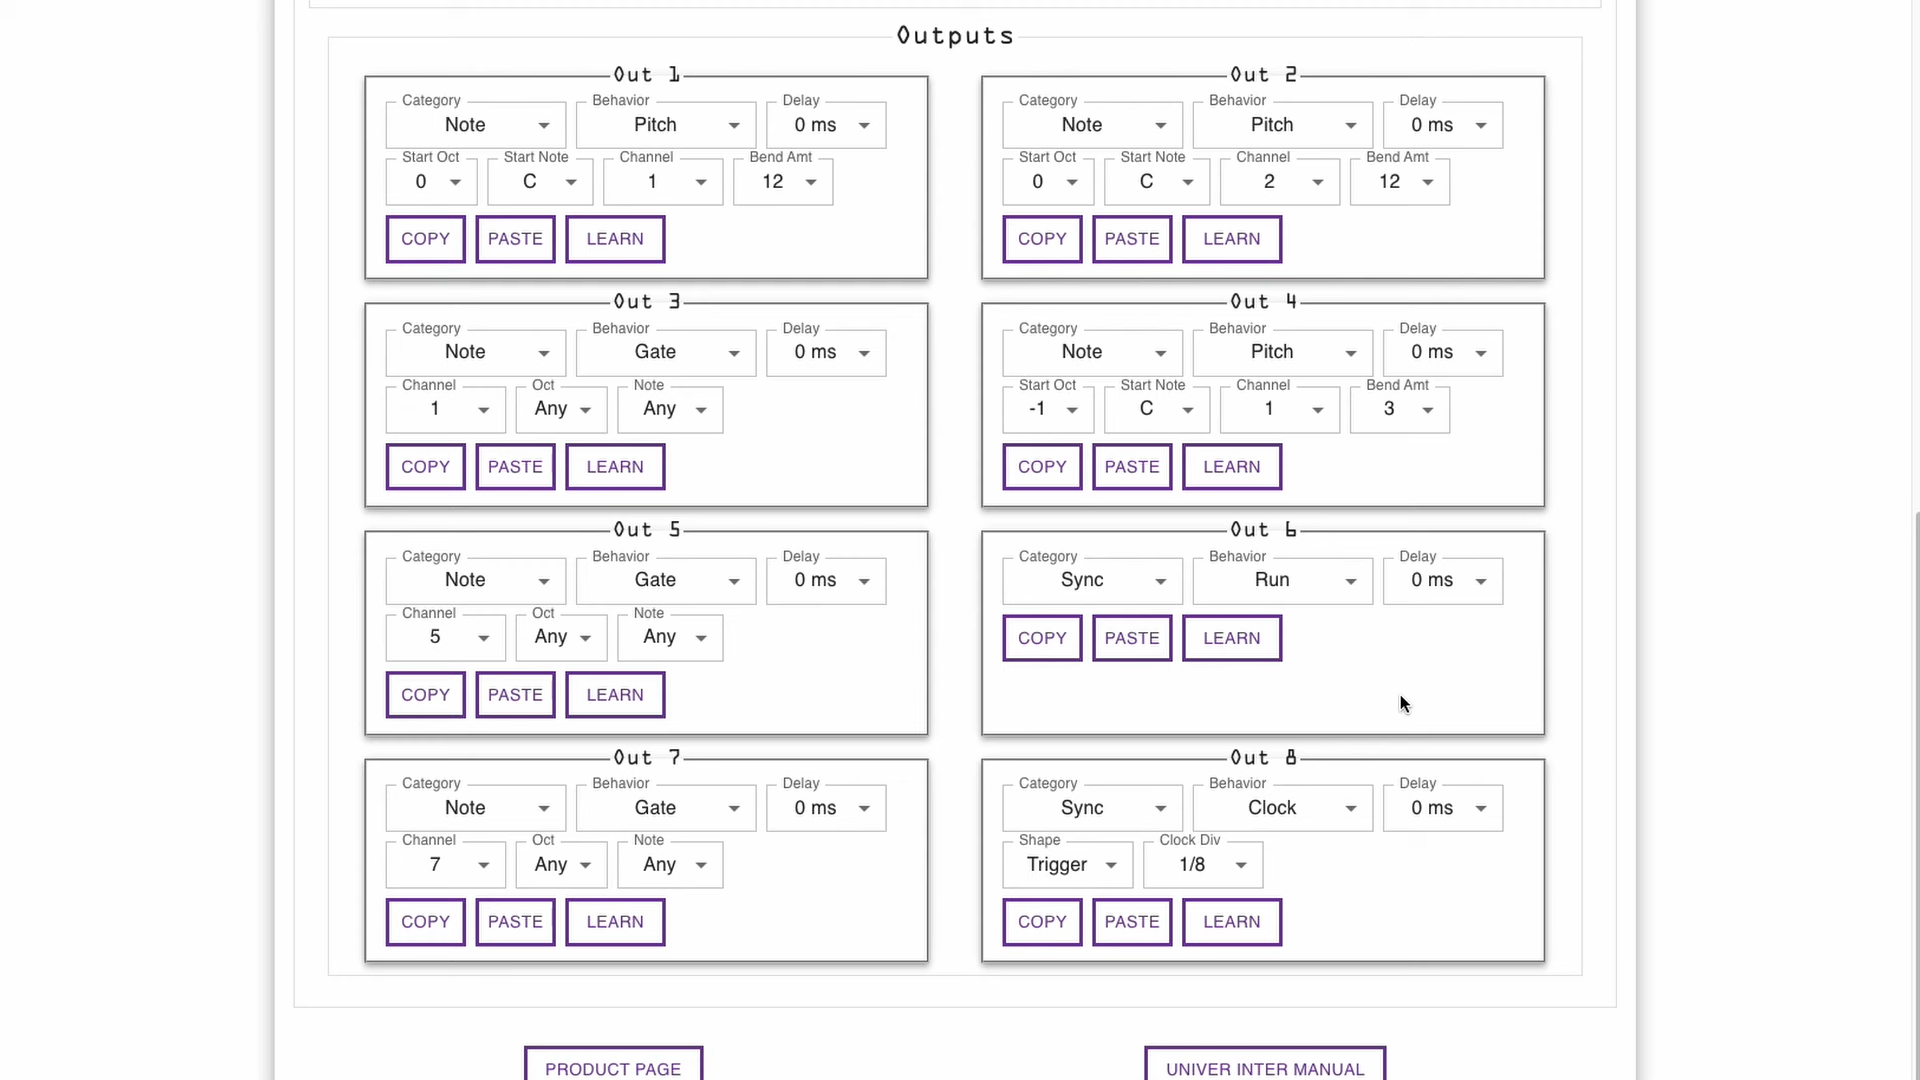 Outputs
Out 1
Category Behavior Delay
Note Pitch 0 ms
Start Oct Start Note Channel Bend Amt
0 C 1 12
COPY PASTE LEARN
Out 2
Category Behavior Delay
Note Pitch 0 ms
Start Oct Start Note Channel Bend Amt
0 C 2 12
COPY PASTE LEARN
Out 3
Category Behavior Delay
Note Gate 0 ms
Channel Oct Note
1 Any Any
COPY PASTE LEARN
Out 4
Category Behavior Delay
Note Pitch 0 ms
Start Oct Start Note Channel Bend Amt
-1 C 1 3
COPY PASTE LEARN
Out 5
Category Behavior Delay
Note Gate 0 ms
Channel Oct Note
5 Any Any
COPY PASTE LEARN
Out 6
Category Behavior Delay
Sync Run 0 ms
COPY PASTE LEARN
Out 7
Category Behavior Delay
Note Gate 0 ms
Channel Oct Note
7 Any Any
COPY PASTE LEARN
Out 8
Category Behavior Delay
Sync Clock 0 ms
Shape Clock Div
Trigger 1/8
COPY PASTE LEARN
PRODUCT PAGE
UNIVER INTER MANUAL